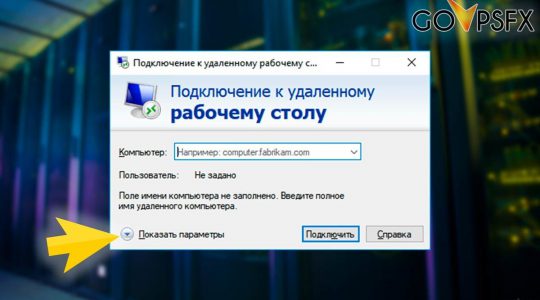 GOVPSFX
Подключение к удаленному рабочему с...
Подключение к удаленному
рабочему столу
Компьютер:
Например: computer.fabrikam.com
Пользователь:
Не задано
Поле имени компьютера не заполнено. Введите полное
имя удаленного компьютера.
Показать параметры
Подключить
Справка